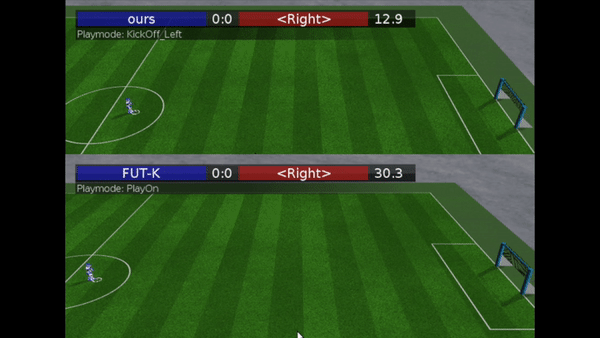 ours 0:0 <Right> 12.9
Playmode: KickOff_Left
FUT-K 0:0 <Right> 30.3
Playmode: PlayOn